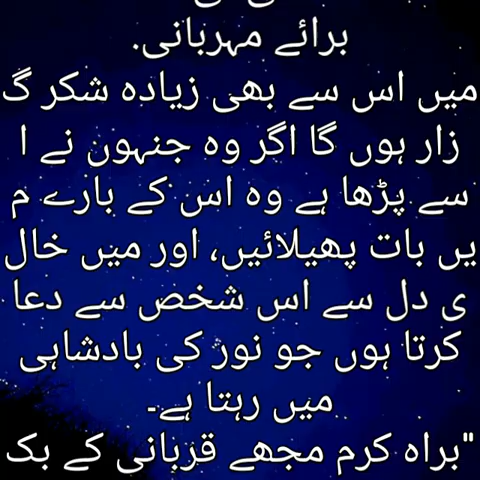 برائے مہربانی.
میں اس سے بھی زیادہ شکر گ
زار ہوں گا اگر وہ جنہوں نے ا
سے پڑھا ہے وہ اس کے بارے م
یں بات پھیلائیں، اور میں خال
ی دل سے اس شخص سے دعا
کرتا ہوں جو نور کی بادشاہی
میں رہتا ہے۔
"براہ کرم مجھے قربانی کے بک